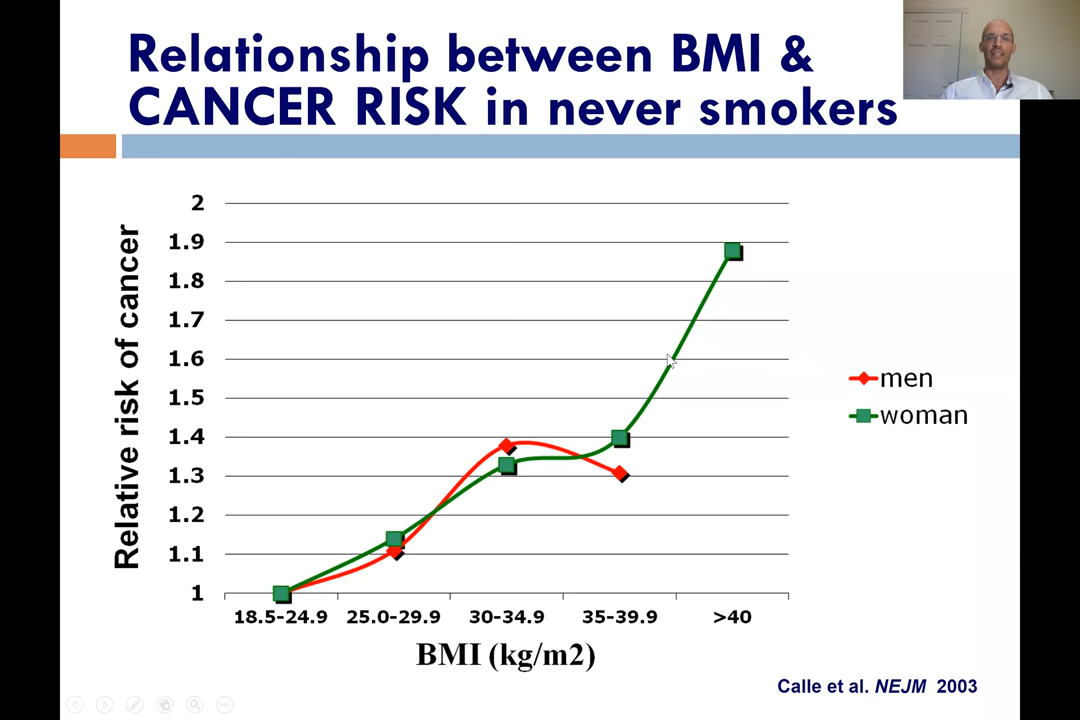 Relationship between BMI &
CANCER RISK in never smokers
Relative risk of cancer
2
1.9
1.8
1.7
1.6
1.5
1.4
1.3
1.2
1.1
1
18.5-24.9 25.0-29.9 30-34.9 35-39.9 >40
BMI (kg/m2)
men
woman
Calle et al. NEJM 2003